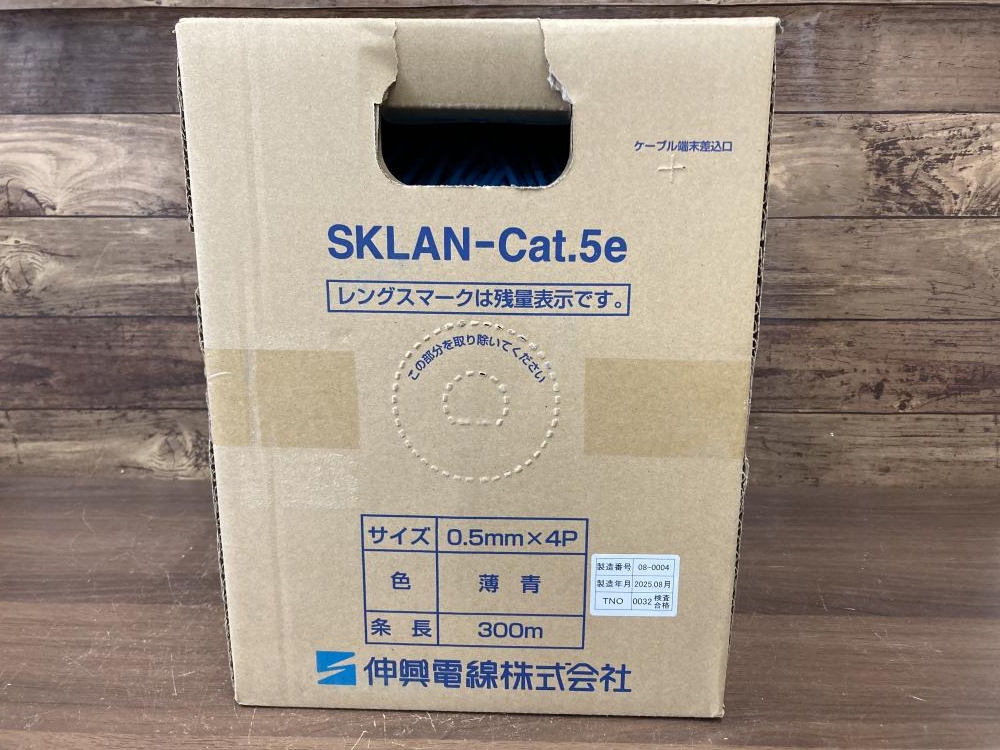 ケーブル端末差込口
SKLAN-Cat.5e
レングスマークは残量表示です。
この部分を取り除いてください
サイズ 0.5mm×4P
色 薄青
条長 300m
製造番号 08-0004
製造年月 2025.08月
TNO 0032 検査合格
伸興電線株式会社